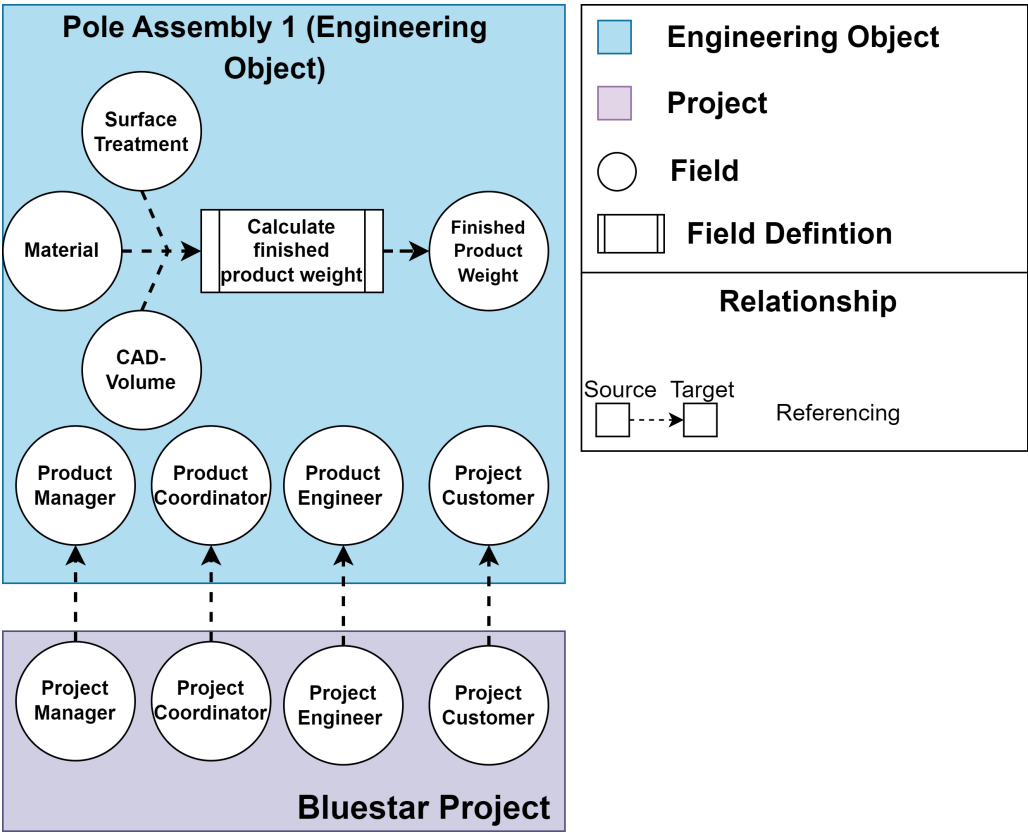 Pole Assembly 1 (Engineering
Object)
Surface
Treatment
Material
Calculate
finished
product weight
Finished
Product
Weight
CAD-
Volume
Product
Manager
Product
Coordinator
Product
Engineer
Project
Customer
Project
Manager
Project
Coordinator
Project
Engineer
Project
Customer
Bluestar Project
Engineering Object
Project
Field
Field Defintion
Relationship
Source
Target
Referencing